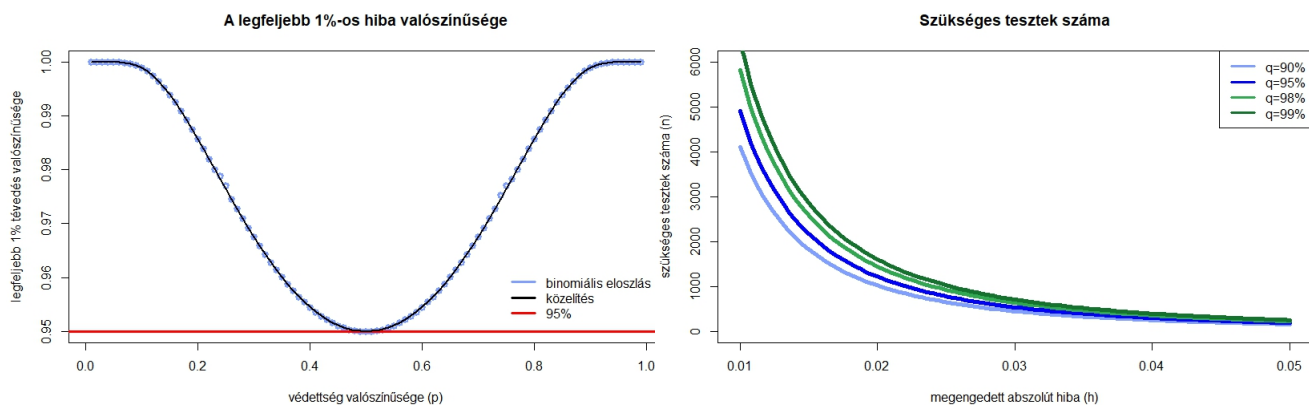 A legfeljebb 1%-os hiba valószínűsége
legfeljebb 1% tévedés valószínűsége
1.00
0.99
0.98
0.97
0.96
0.95
binomiális eloszlás
közelítés
95%
0.0 0.2 0.4 0.6 0.8 1.0
védettség valószínűsége (p)
Szükséges tesztek száma
szükséges tesztek száma (n)
6000
5000
4000
3000
2000
1000
0
q=90%
q=95%
q=98%
q=99%
0.01 0.02 0.03 0.04 0.05
megengedett abszolút hiba (h)